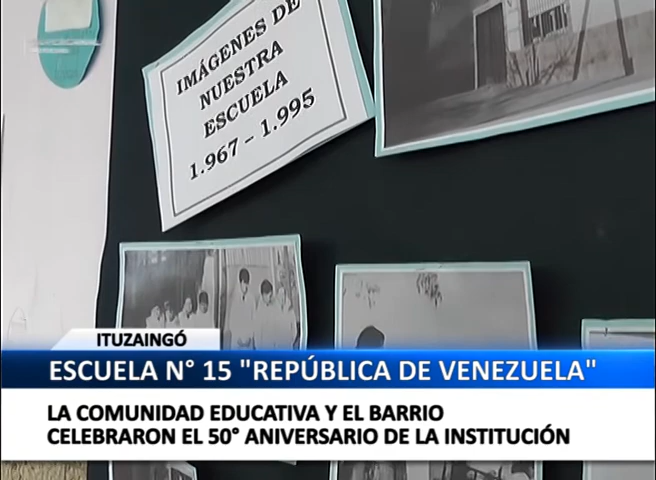 IMÁGENES DE
NUESTRA
ESCUELA
1.967 – 1.995
ITUZAINGÓ
ESCUELA N° 15 "REPÚBLICA DE VENEZUELA"
LA COMUNIDAD EDUCATIVA Y EL BARRIO
CELEBRARON EL 50° ANIVERSARIO DE LA INSTITUCIÓN